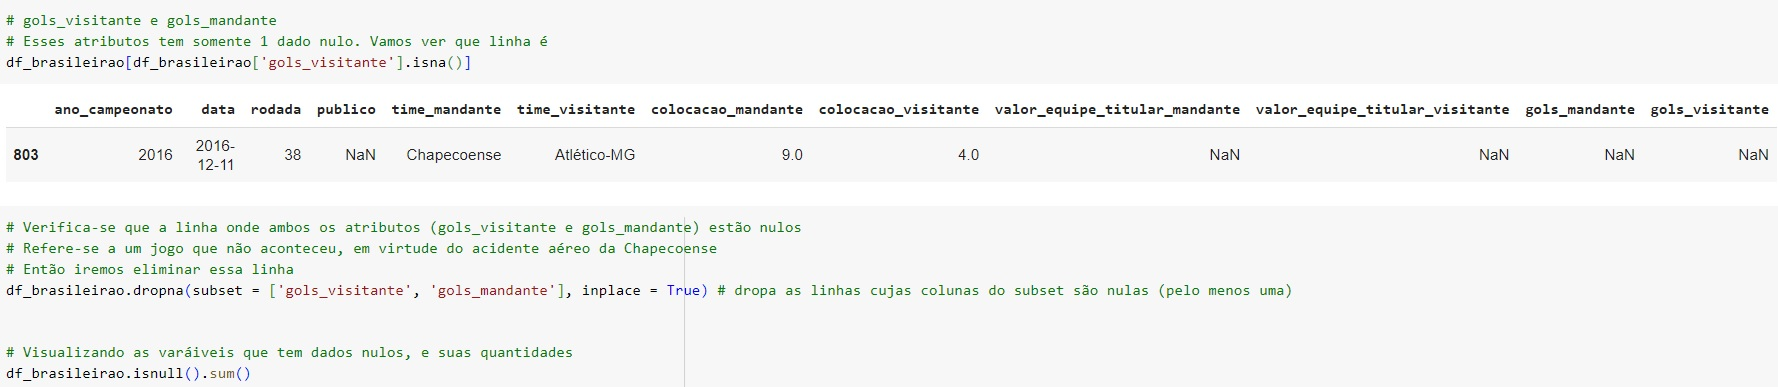 # gols_visitante e gols_mandante
# Esses atributos tem somente 1 dado nulo. Vamos ver que linha é
df_brasileirao[df_brasileirao['gols_visitante'].isna()]
ano_campeonato data rodada publico time_mandante time_visitante colocacao_mandante colocacao_visitante valor_equipe_titular_mandante valor_equipe_titular_visitante gols_mandante gols_visitante
803 2016 2016-12-11 38 NaN Chapecoense Atlético-MG 9.0 4.0 NaN NaN NaN NaN
# Verifica-se que a linha onde ambos os atributos (gols_visitante e gols_mandante) estão nulos
# Refere-se a um jogo que não aconteceu, em virtude do acidente aéreo da Chapecoense
# Então iremos eliminar essa linha
df_brasileirao.dropna(subset = ['gols_visitante', 'gols_mandante'], inplace = True) # dropa as linhas cujas colunas do subset são nulas (pelo menos uma)
# Visualizando as varáiveis que tem dados nulos, e suas quantidades
df_brasileirao.isnull().sum()